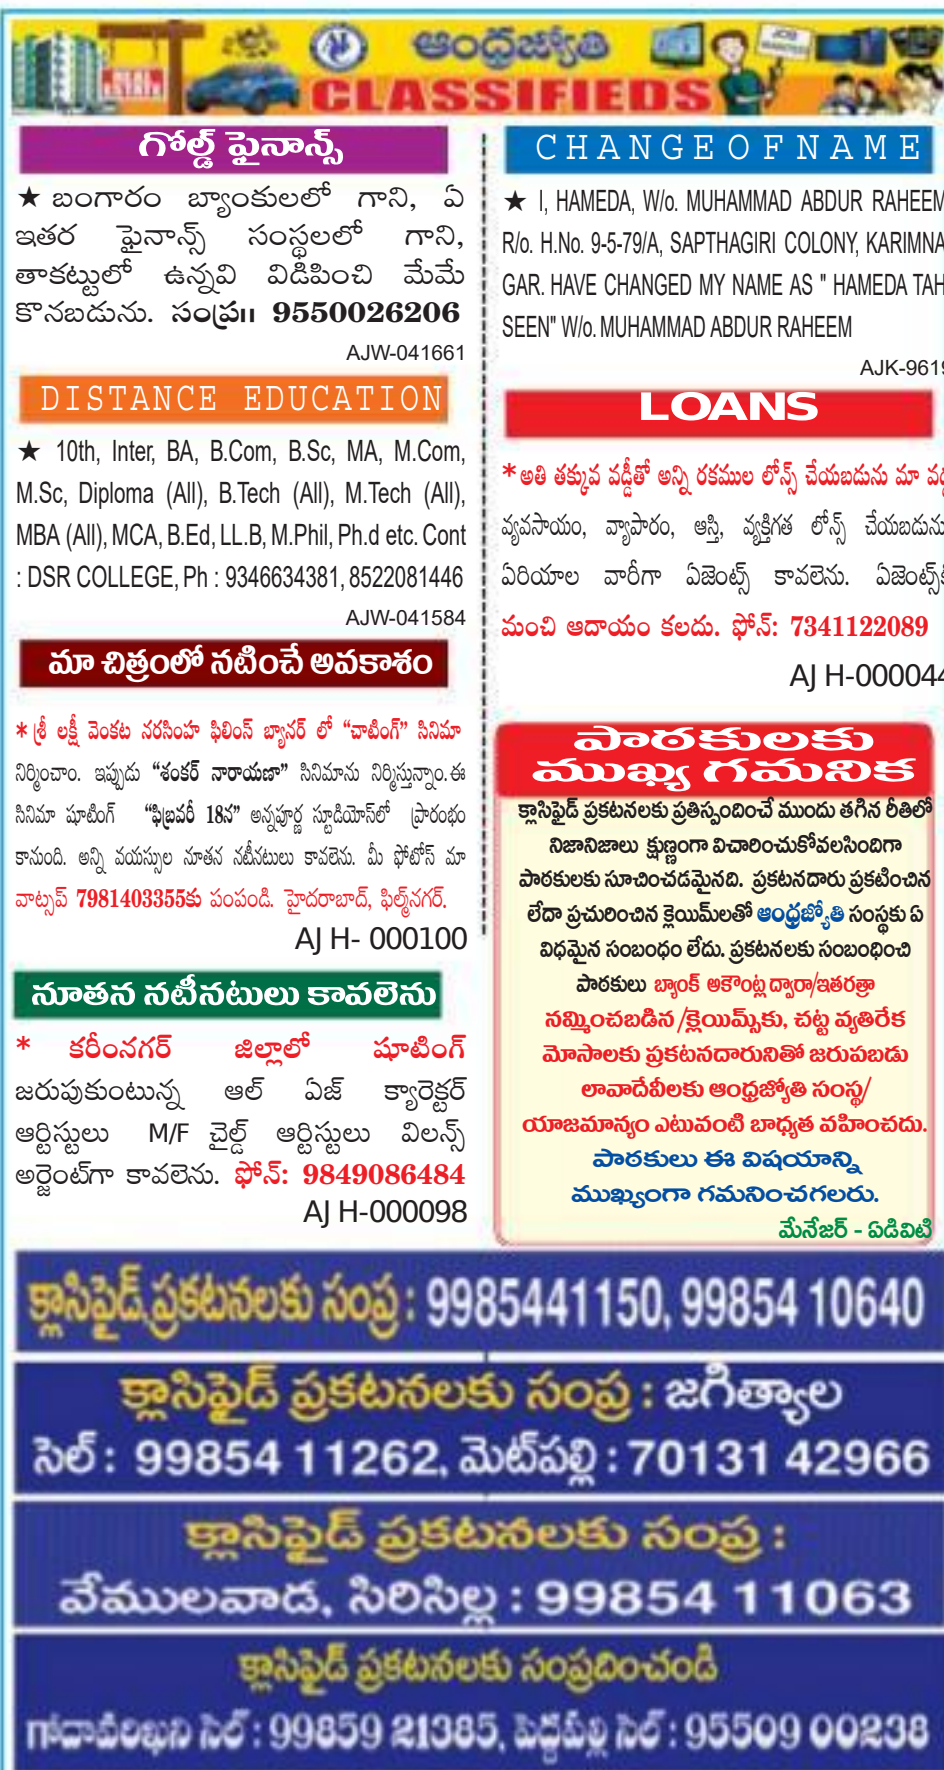 ఆంధ్రజ్యోతి
CLASSIFIEDS
గోల్డ్ ఫైనాన్స్
★ బంగారం బ్యాంకులలో గాని, ఏ
ఇతర ఫైనాన్స్ సంస్థలలో గాని,
తాకట్టులో ఉన్నవి విడిపించి మేమే
కొనబడును. సంప్ర॥ 9550026206
AJW-041661
DISTANCE EDUCATION
★ 10th, Inter, BA, B.Com, B.Sc, MA, M.Com,
M.Sc, Diploma (All), B.Tech (All), M.Tech (All),
MBA (All), MCA, B.Ed, LL.B, M.Phil, Ph.d etc. Cont
: DSR COLLEGE, Ph : 9346634381, 8522081446
AJW-041584
మా చిత్రంలో నటించే అవకాశం
* శ్రీ లక్ష్మీ వెంకట నరసింహ ఫిలింస్ బ్యానర్ లో “చాటింగ్” సినిమా
నిర్మించాం. ఇప్పుడు “శంకర్ నారాయణా” సినిమాను నిర్మిస్తున్నాం.ఈ
సినిమా షూటింగ్ “ఫిబ్రవరీ 18న” అన్నపూర్ణ స్టూడియోస్‌లో ప్రారంభం
కానుంది. అన్ని వయస్సుల నూతన నటీనటులు కావలెను. మీ ఫోటోస్ మా
వాట్సప్ 7981403355కు పంపండి. హైదరాబాద్, ఫిల్మ్‌నగర్.
AJ H- 000100
నూతన నటీనటులు కావలెను
* కరీంనగర్ జిల్లాలో షూటింగ్
జరుపుకుంటున్న ఆల్ ఏజ్ క్యారెక్టర్
ఆర్టిస్టులు M/F చైల్డ్ ఆర్టిస్టులు విలన్స్
అర్జెంట్‌గా కావలెను. ఫోన్: 9849086484
AJ H-000098
CHANGE OF NAME
★ I, HAMEDA, W/o. MUHAMMAD ABDUR RAHEEM
R/o. H.No. 9-5-79/A, SAPTHAGIRI COLONY, KARIMNA
GAR. HAVE CHANGED MY NAME AS " HAMEDA TAH
SEEN" W/o. MUHAMMAD ABDUR RAHEEM
AJK-9619
LOANS
* అతి తక్కువ వడ్డీతో అన్ని రకముల లోన్స్ చేయబడును మా వద్ద
వ్యవసాయం, వ్యాపారం, ఆస్తి, వ్యక్తిగత లోన్స్ చేయబడును
ఏరియాల వారీగా ఏజెంట్స్ కావలెను. ఏజెంట్స్‌కి
మంచి ఆదాయం కలదు. ఫోన్: 7341122089
AJ H-000044
పాఠకులకు
ముఖ్య గమనిక
క్లాసిఫైడ్ ప్రకటనలకు ప్రతిస్పందించే ముందు తగిన రీతిలో
నిజానిజాలు క్షుణ్ణంగా విచారించుకోవలసిందిగా
పాఠకులకు సూచించడమైనది. ప్రకటనదారు ప్రకటించిన
లేదా ప్రచురించిన క్లెయిమ్‌లతో ఆంధ్రజ్యోతి సంస్థకు ఏ
విధమైన సంబంధం లేదు. ప్రకటనలకు సంబంధించి
పాఠకులు బ్యాంక్ అకౌంట్ల ద్వారా/ఇతరత్రా
నమ్మించబడిన /క్లెయిమ్స్‌కు, చట్ట వ్యతిరేక
మోసాలకు ప్రకటనదారునితో జరుపబడు
లావాదేవీలకు ఆంధ్రజ్యోతి సంస్థ/
యాజమాన్యం ఎటువంటి బాధ్యత వహించదు.
పాఠకులు ఈ విషయాన్ని
ముఖ్యంగా గమనించగలరు.
మేనేజర్ - ఏడివిటి
క్లాసిఫైడ్ ప్రకటనలకు సంప్ర : 9985441150, 99854 10640
క్లాసిఫైడ్ ప్రకటనలకు సంప్ర : జగిత్యాల
సెల్ : 99854 11262, మెట్‌పల్లి : 70131 42966
క్లాసిఫైడ్ ప్రకటనలకు సంప్ర :
వేములవాడ, సిరిసిల్ల : 99854 11063
క్లాసిఫైడ్ ప్రకటనలకు సంప్రదించండి
గోదావరిఖని సెల్ : 99859 21385, పెద్దపల్లి సెల్ : 95509 00238